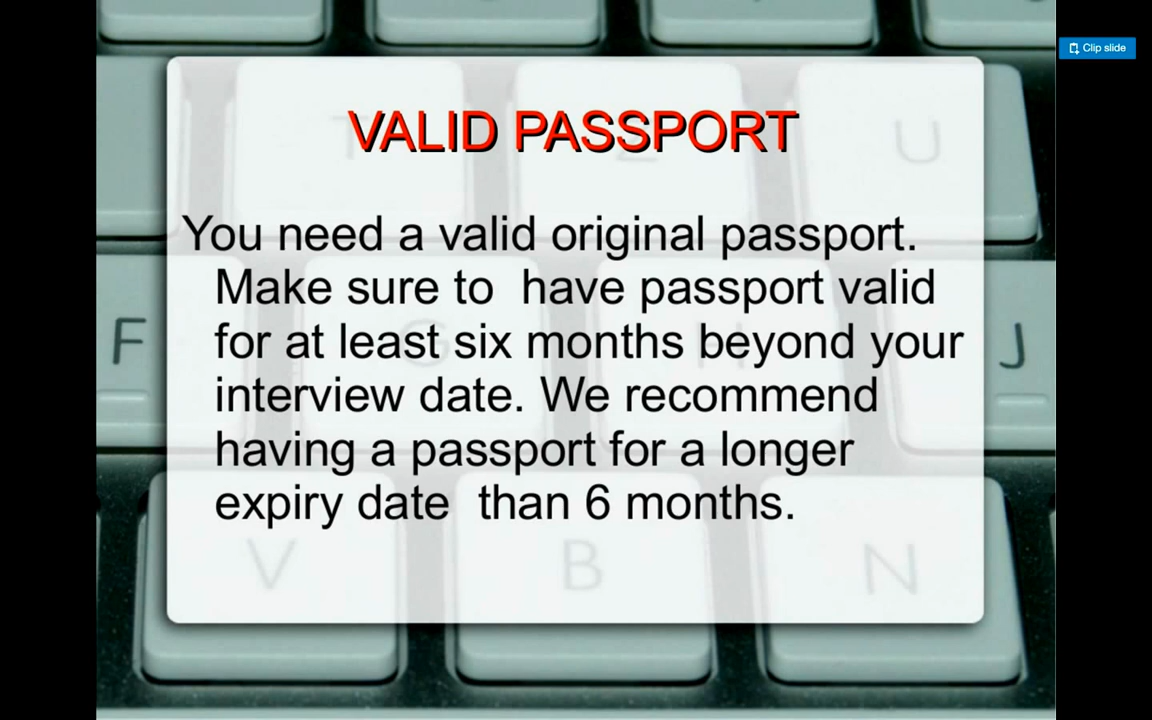 Clip slide
VALID PASSPORT
You need a valid original passport.
Make sure to  have passport valid
for at least six months beyond your
interview date. We recommend
having a passport for a longer
expiry date  than 6 months.
U
F
G
H
J
V
B
N